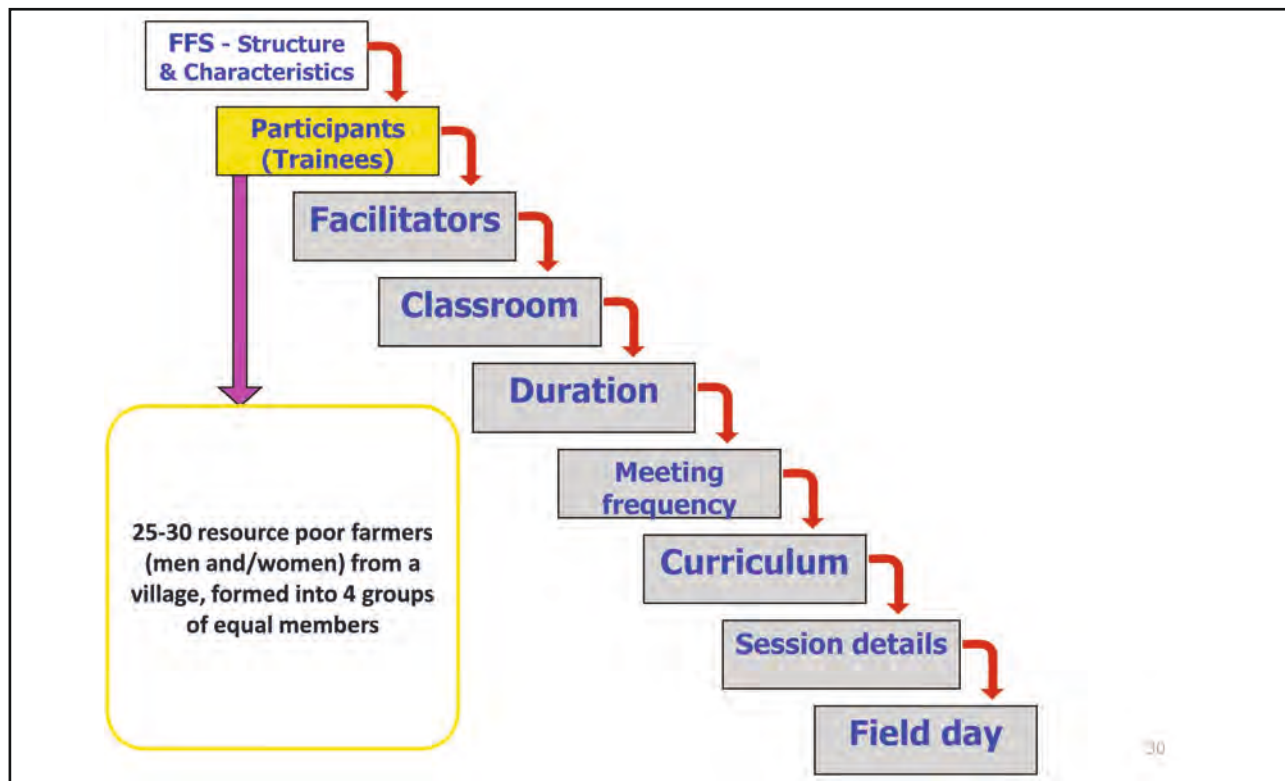 FFS - Structure
& Characteristics
Participants
(Trainees)
Facilitators
Classroom
Duration
Meeting
frequency
Curriculum
Session details
Field day
25-30 resource poor farmers
(men and/women) from a
village, formed into 4 groups
of equal members
30